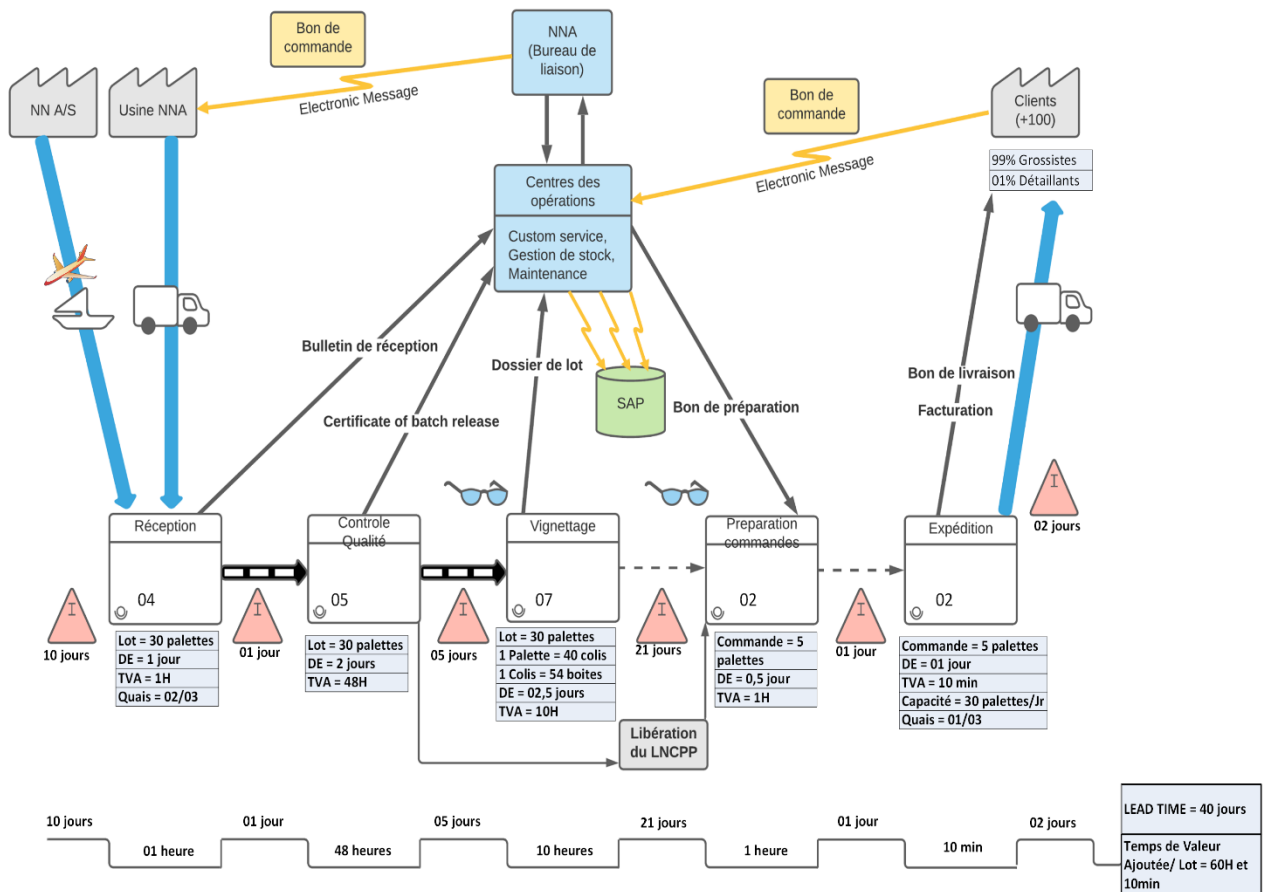 Bon de
commande
NNA
(Bureau de
liaison)
NN A/S
Usine NNA
Electronic Message
Bon de
commande
Clients
(+100)
99% Grossistes
01% Détaillants
Electronic Message
Centres des
opérations
Custom service,
Gestion de stock,
Maintenance
Bulletin de réception
Dossier de lot
SAP
Certificate of batch release
Bon de préparation
Bon de livraison
Facturation
Réception
04
Controle
Qualité
05
Vignettage
07
Preparation
commandes
02
Expédition
02
I
02 jours
I
10 jours
I
01 jour
I
05 jours
I
21 jours
I
01 jour
Lot = 30 palettes
DE = 1 jour
TVA = 1H
Quais = 02/03
Lot = 30 palettes
DE = 2 jours
TVA = 48H
Lot = 30 palettes
1 Palette = 40 colis
1 Colis = 54 boites
DE = 02,5 jours
TVA = 10H
Commande = 5
palettes
DE = 0,5 jour
TVA = 1H
Commande = 5 palettes
DE = 01 jour
TVA = 10 min
Capacité = 30 palettes/Jr
Quais = 01/03
Libération
du LNCPP
10 jours
01 heure
01 jour
48 heures
05 jours
10 heures
21 jours
1 heure
01 jour
10 min
02 jours
LEAD TIME = 40 jours
Temps de Valeur
Ajoutée/ Lot = 60H et
10min